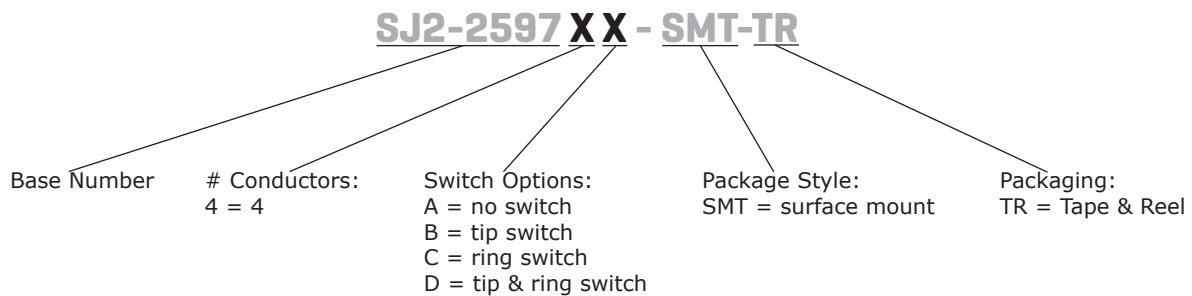 SJ2-2597 X X - SMT-TR
Base Number
# Conductors:
4 = 4
Switch Options:
A = no switch
B = tip switch
C = ring switch
D = tip & ring switch
Package Style:
SMT = surface mount
Packaging:
TR = Tape & Reel